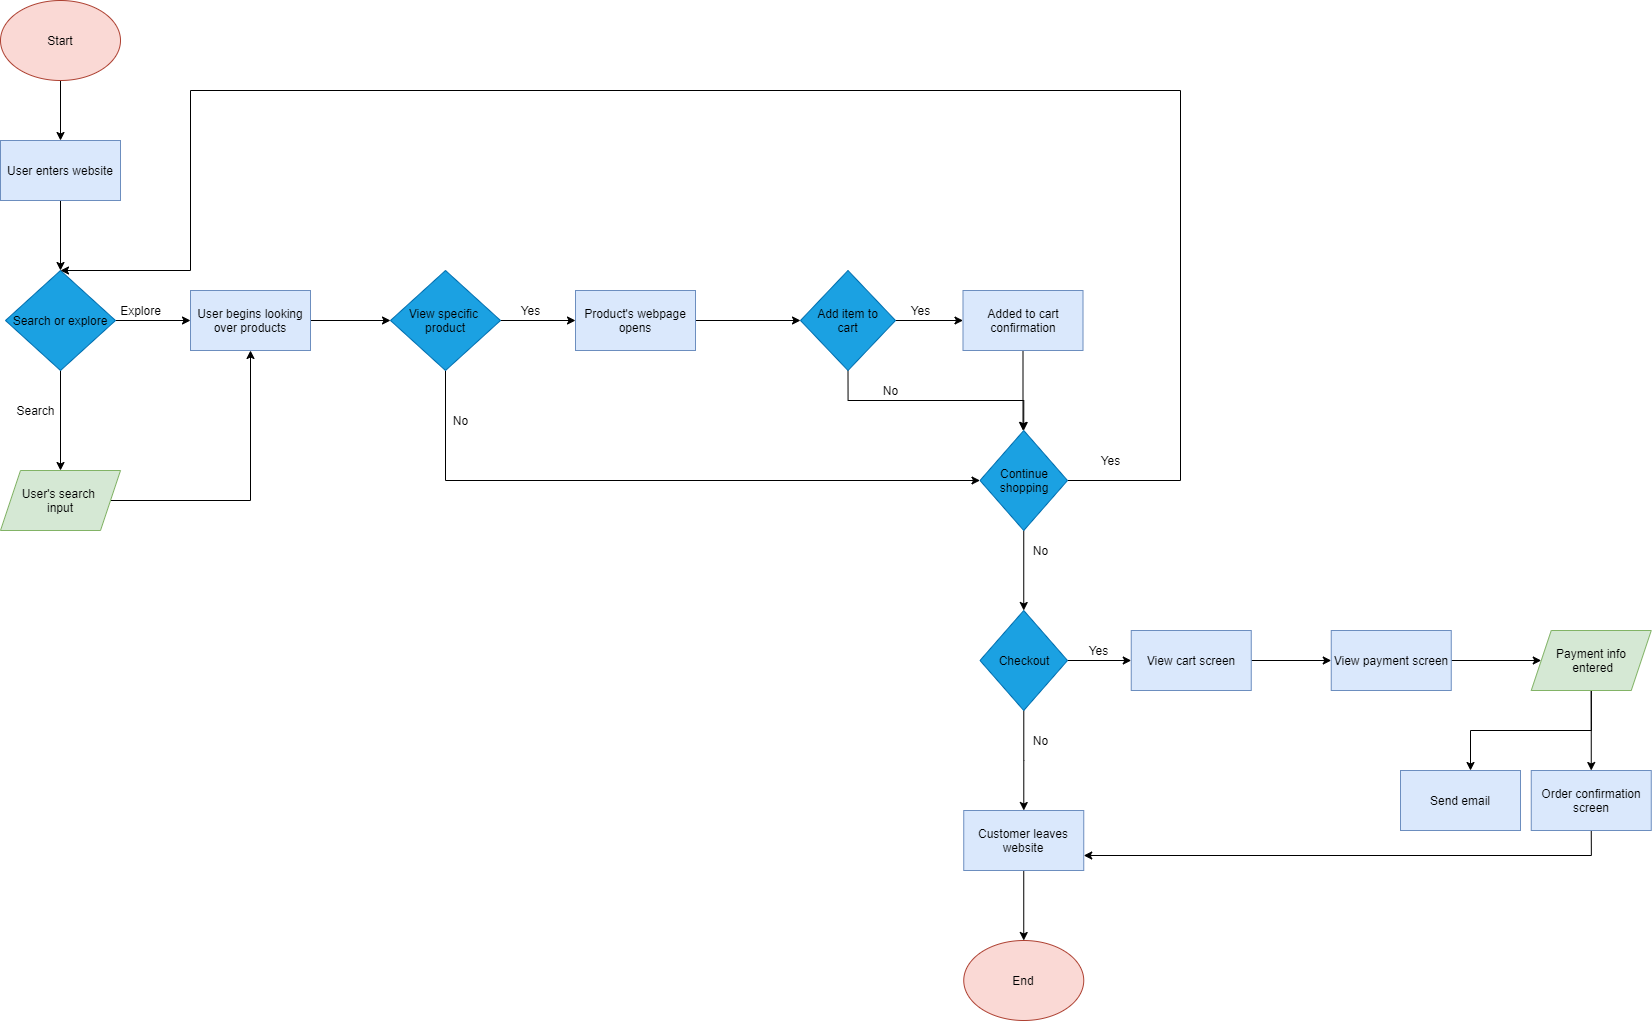 Start
User enters website
Search or explore
Explore
User begins looking
over products
View specific
product
Yes
Product's webpage
opens
Add item to
cart
Yes
Added to cart
confirmation
No
Search
No
User's search
input
Continue
shopping
Yes
No
Checkout
Yes
View cart screen
View payment screen
Payment info
entered
No
Send email
Order confirmation
screen
Customer leaves
website
End